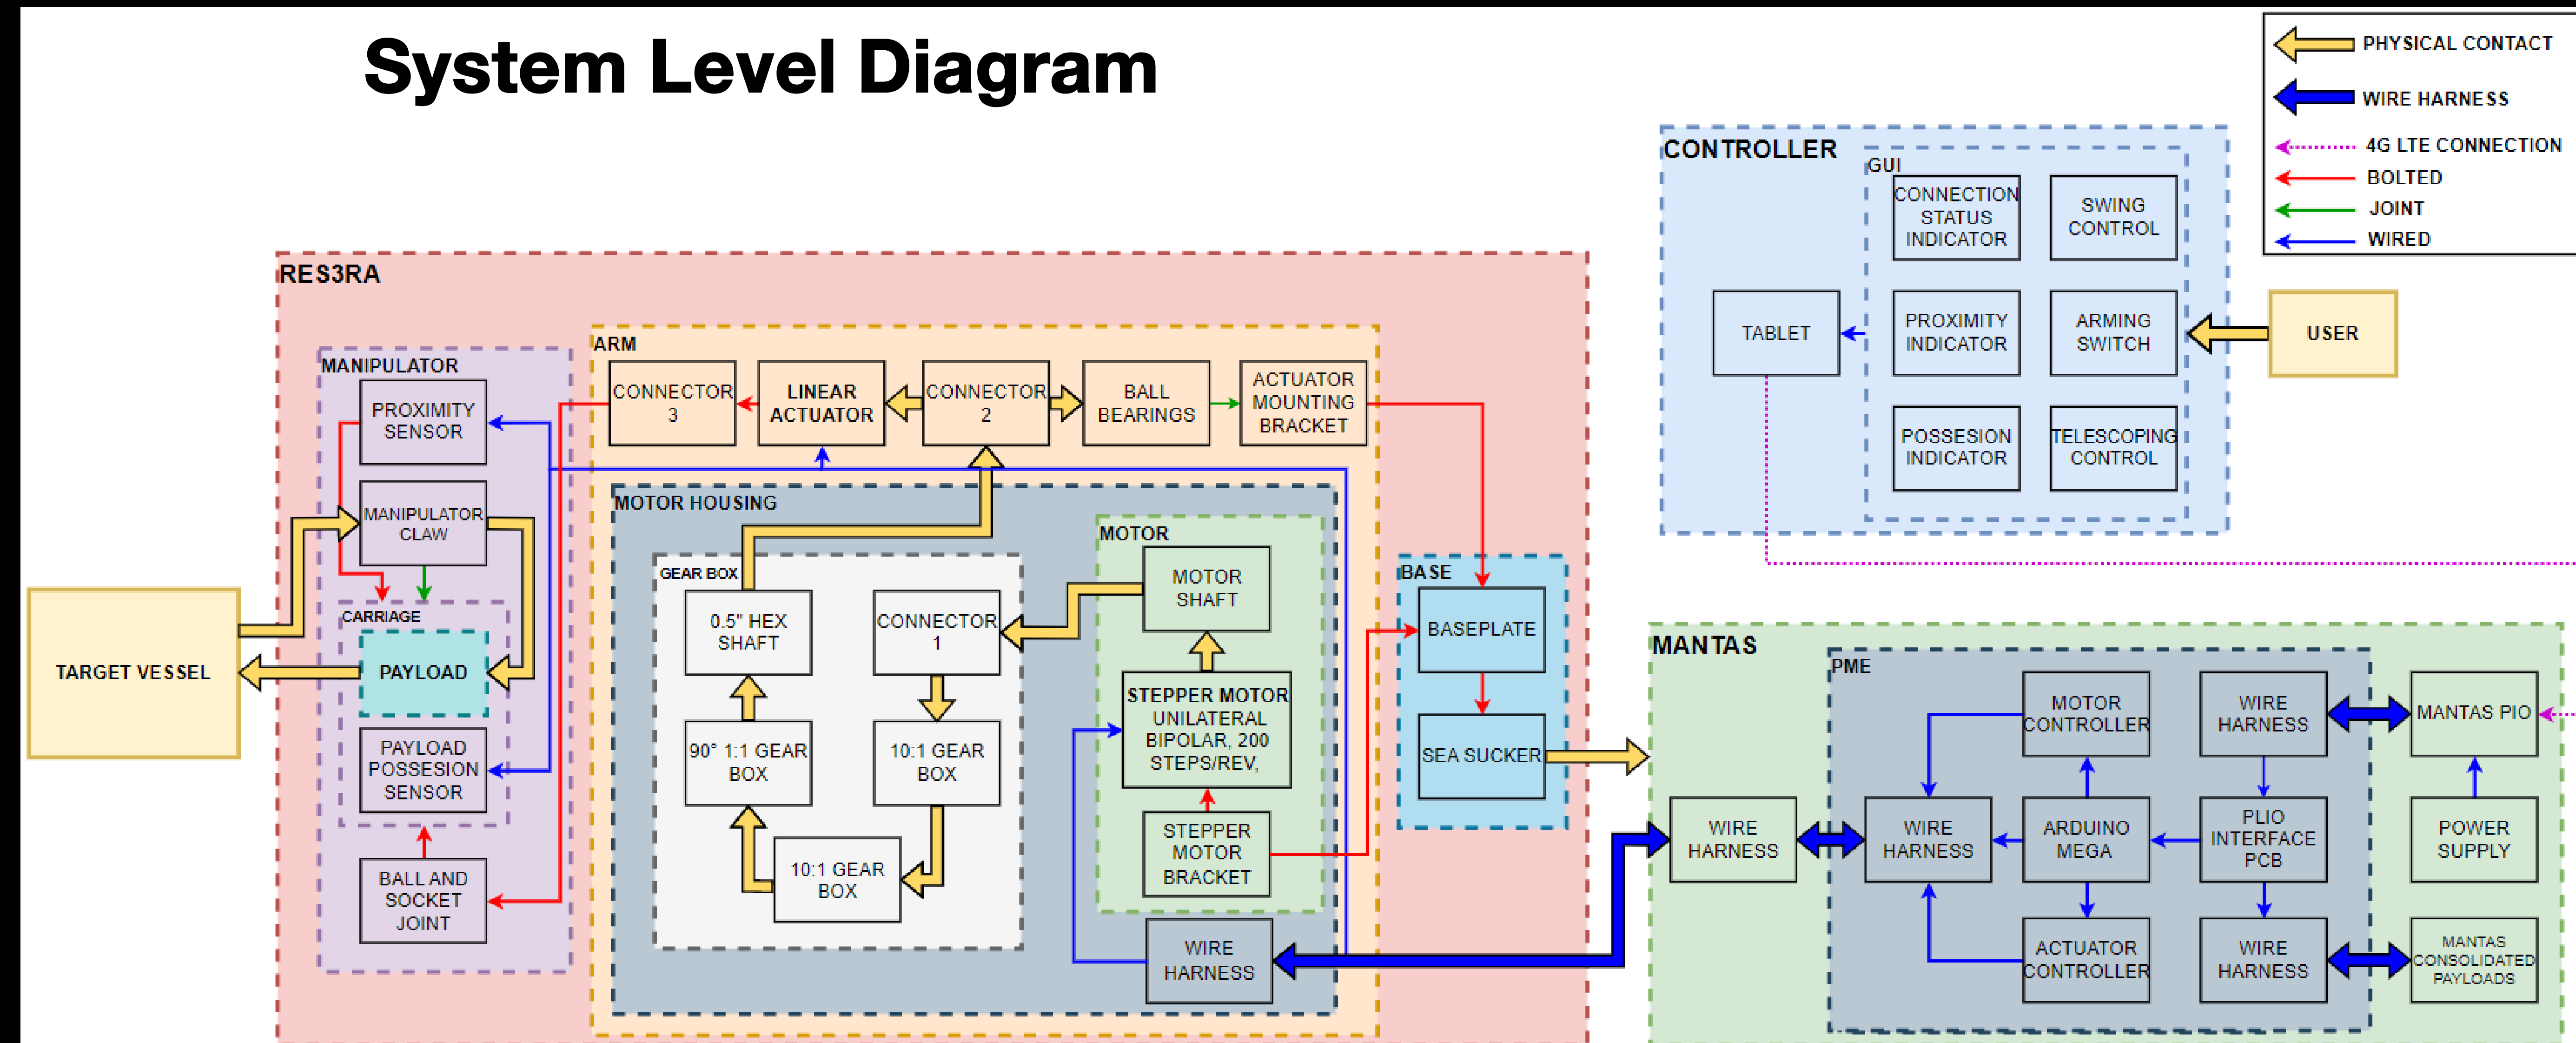 System Level Diagram
PHYSICAL CONTACT
WIRE HARNESS
4G LTE CONNECTION
BOLTED
JOINT
WIRED
CONTROLLER
GUI
CONNECTION
STATUS
INDICATOR
SWING
CONTROL
TABLET
PROXIMITY
INDICATOR
ARMING
SWITCH
USER
POSSESION
INDICATOR
TELESCOPING
CONTROL
RES3RA
MANIPULATOR
PROXIMITY
SENSOR
MANIPULATOR
CLAW
CARRIAGE
PAYLOAD
PAYLOAD
POSSESION
SENSOR
BALL AND
SOCKET
JOINT
TARGET VESSEL
ARM
CONNECTOR
3
LINEAR
ACTUATOR
CONNECTOR
2
BALL
BEARINGS
ACTUATOR
MOUNTING
BRACKET
MOTOR HOUSING
GEAR BOX
0.5" HEX
SHAFT
CONNECTOR
1
90° 1:1 GEAR
BOX
10:1 GEAR
BOX
10:1 GEAR
BOX
MOTOR
MOTOR
SHAFT
STEPPER MOTOR
UNILATERAL
BIPOLAR, 200
STEPS/REV,
STEPPER
MOTOR
BRACKET
WIRE
HARNESS
BASE
BASEPLATE
SEA SUCKER
MANTAS
PME
MOTOR
CONTROLLER
WIRE
HARNESS
MANTAS PIO
WIRE
HARNESS
WIRE
HARNESS
ARDUINO
MEGA
PLIO
INTERFACE
PCB
POWER
SUPPLY
ACTUATOR
CONTROLLER
WIRE
HARNESS
MANTAS
CONSOLIDATED
PAYLOADS